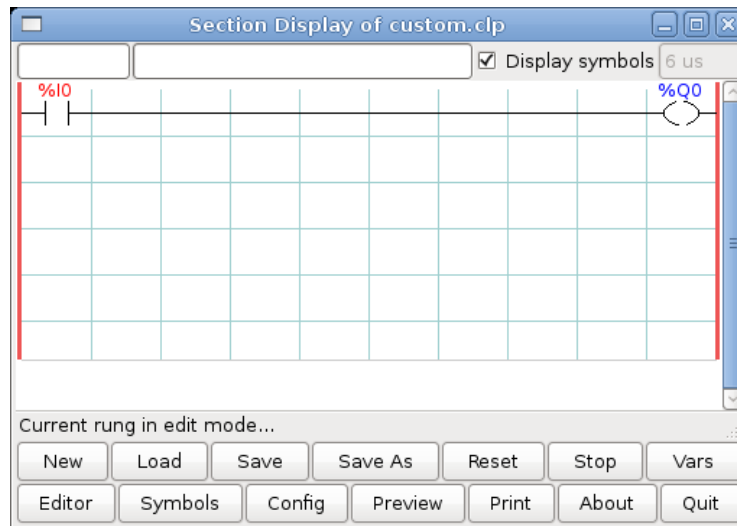 Section Display of custom.clp
Display symbols 6 us
%I0 %Q0
Current rung in edit mode...
New Load Save Save As Reset Stop Vars
Editor Symbols Config Preview Print About Quit